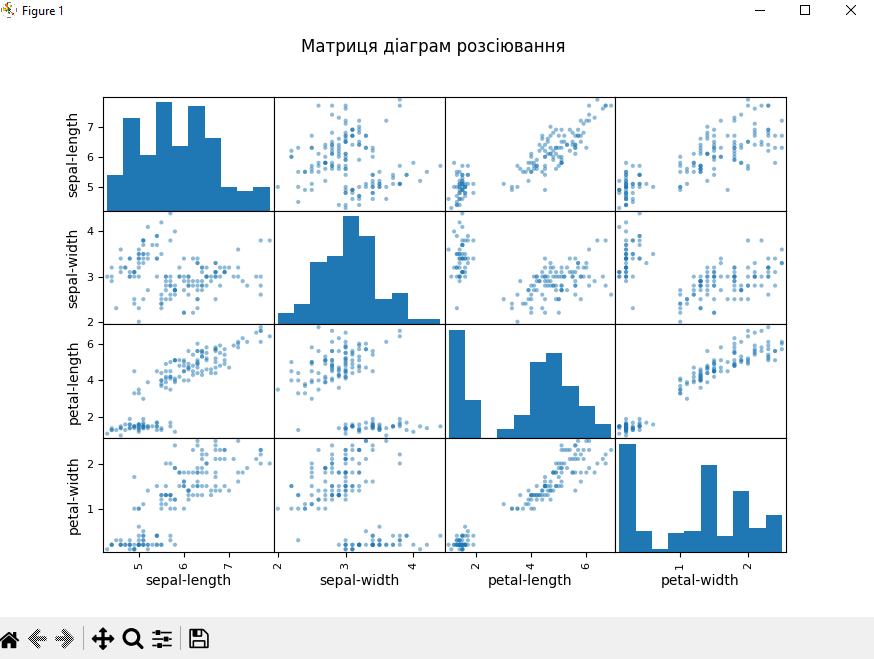 Figure 1
Матриця діаграм розсіювання
sepal-length
7
6
5
sepal-width
4
3
2
petal-length
6
4
2
petal-width
2
1
5
6
7
2
3
4
2
4
6
1
2
sepal-length
sepal-width
petal-length
petal-width